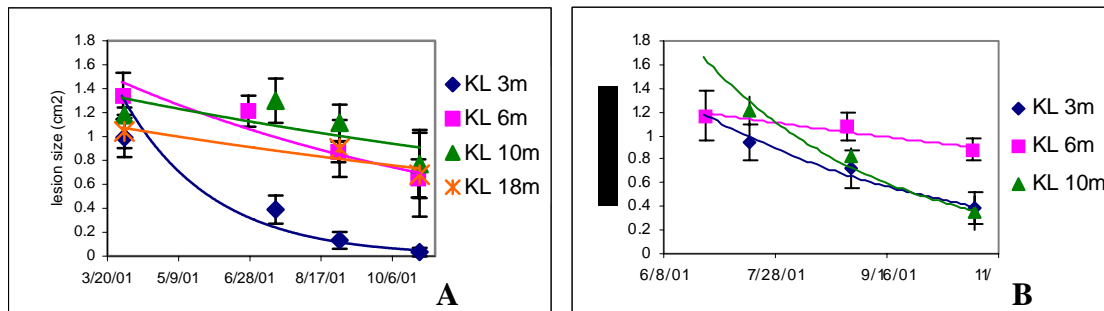 1.8
1.6
1.4
1.2
1
0.8
0.6
0.4
0.2
0
lesion size (cm2)
3/20/01 5/9/01 6/28/01 8/17/01 10/6/01
KL 3m
KL 6m
KL 10m
KL 18m
A
1.8
1.6
1.4
1.2
1
0.8
0.6
0.4
0.2
0
6/8/01 7/28/01 9/16/01 11/
KL 3m
KL 6m
KL 10m
B